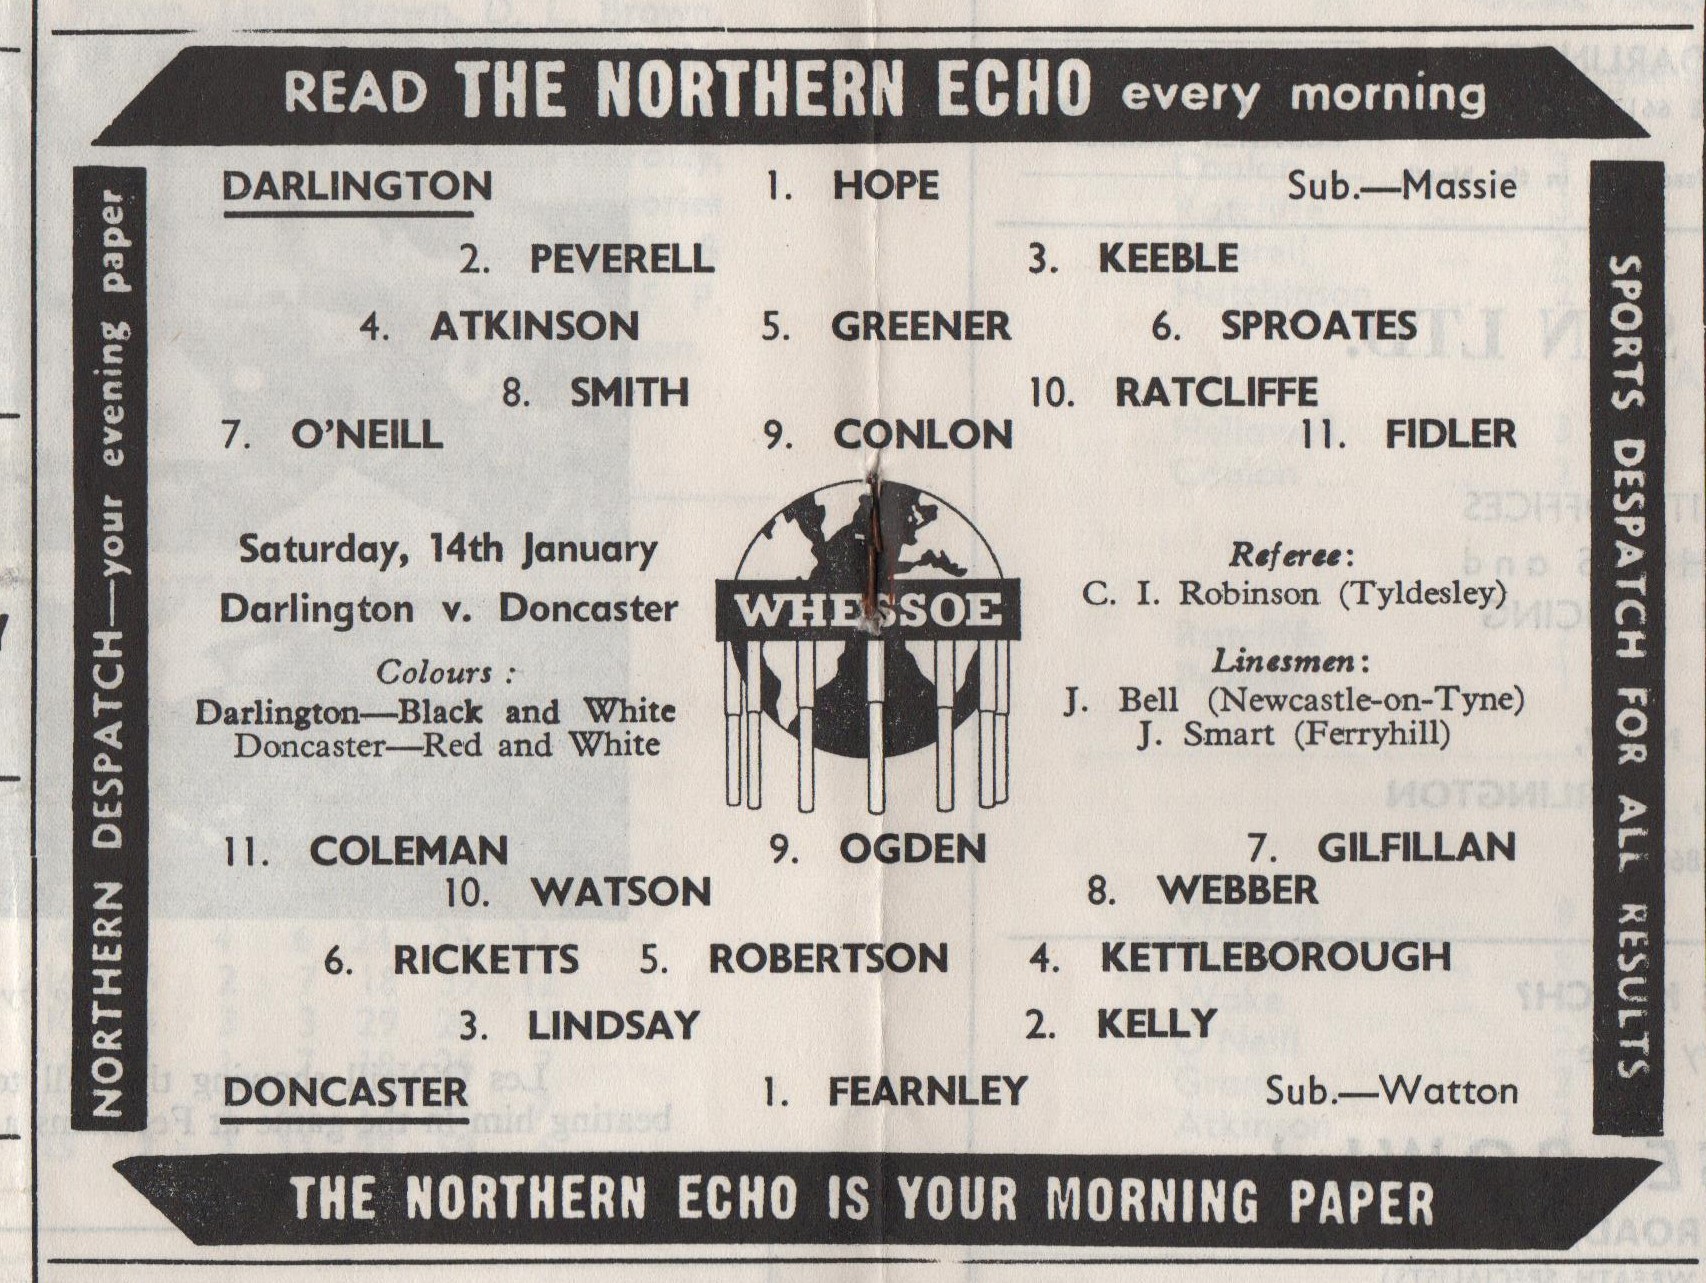 READ THE NORTHERN ECHO every morning
NORTHERN DESPATCH—your evening paper
SPORTS DESPATCH FOR ALL RESULTS
DARLINGTON 1. HOPE Sub.—Massie
2. PEVERELL 3. KEEBLE
4. ATKINSON 5. GREENER 6. SPROATES
8. SMITH 10. RATCLIFFE
7. O'NEILL 9. CONLON 11. FIDLER
Saturday, 14th January
Darlington v. Doncaster
Colours :
Darlington—Black and White
Doncaster—Red and White
WHESSOE
Referee:
C. I. Robinson (Tyldesley)
Linesmen:
J. Bell (Newcastle-on-Tyne)
J. Smart (Ferryhill)
11. COLEMAN 9. OGDEN 7. GILFILLAN
10. WATSON 8. WEBBER
6. RICKETTS 5. ROBERTSON 4. KETTLEBOROUGH
3. LINDSAY 2. KELLY
DONCASTER 1. FEARNLEY Sub.—Watton
THE NORTHERN ECHO IS YOUR MORNING PAPER